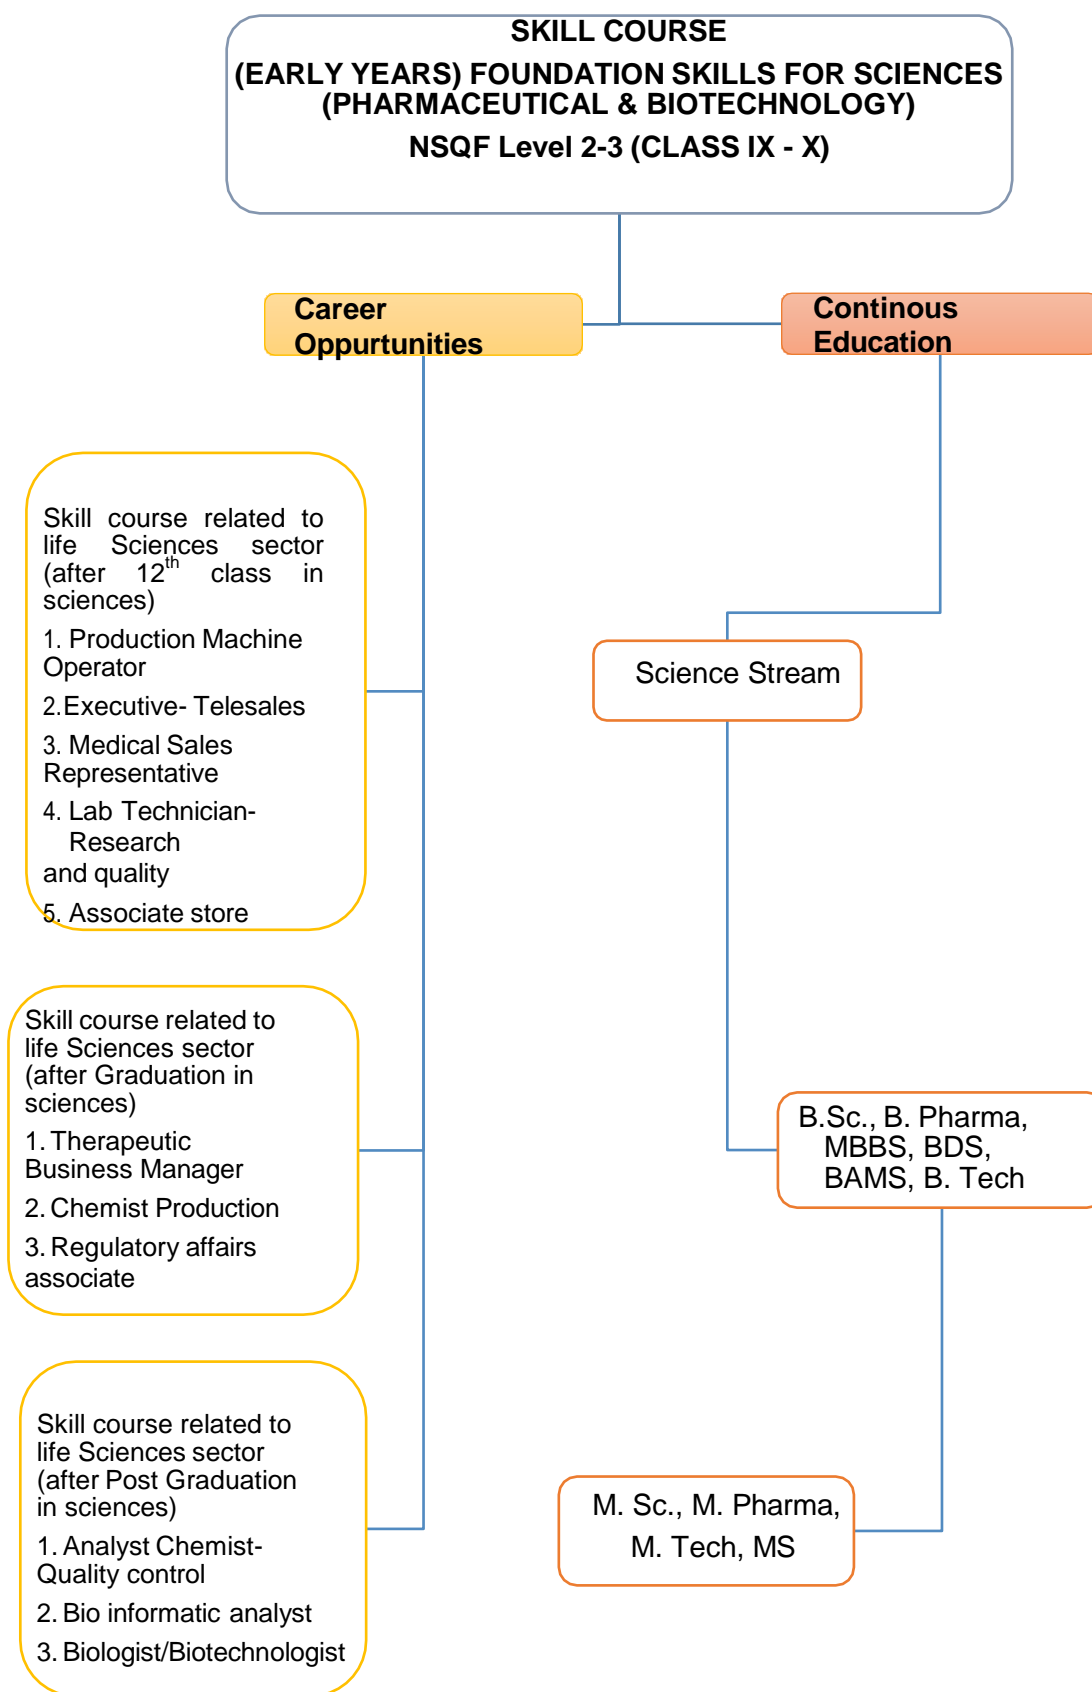 SKILL COURSE
(EARLY YEARS) FOUNDATION SKILLS FOR SCIENCES
(PHARMACEUTICAL & BIOTECHNOLOGY)
NSQF Level 2-3 (CLASS IX - X)
Career
Oppurtunities
Continous
Education
Skill course related to
life Sciences sector
(after 12th class in
sciences)
1. Production Machine
Operator
2.Executive- Telesales
3. Medical Sales
Representative
4. Lab Technician-
Research
and quality
5. Associate store
Science Stream
Skill course related to
life Sciences sector
(after Graduation in
sciences)
1. Therapeutic
Business Manager
2. Chemist Production
3. Regulatory affairs
associate
B.Sc., B. Pharma,
MBBS, BDS,
BAMS, B. Tech
Skill course related to
life Sciences sector
(after Post Graduation
in sciences)
1. Analyst Chemist-
Quality control
2. Bio informatic analyst
3. Biologist/Biotechnologist
M. Sc., M. Pharma,
M. Tech, MS